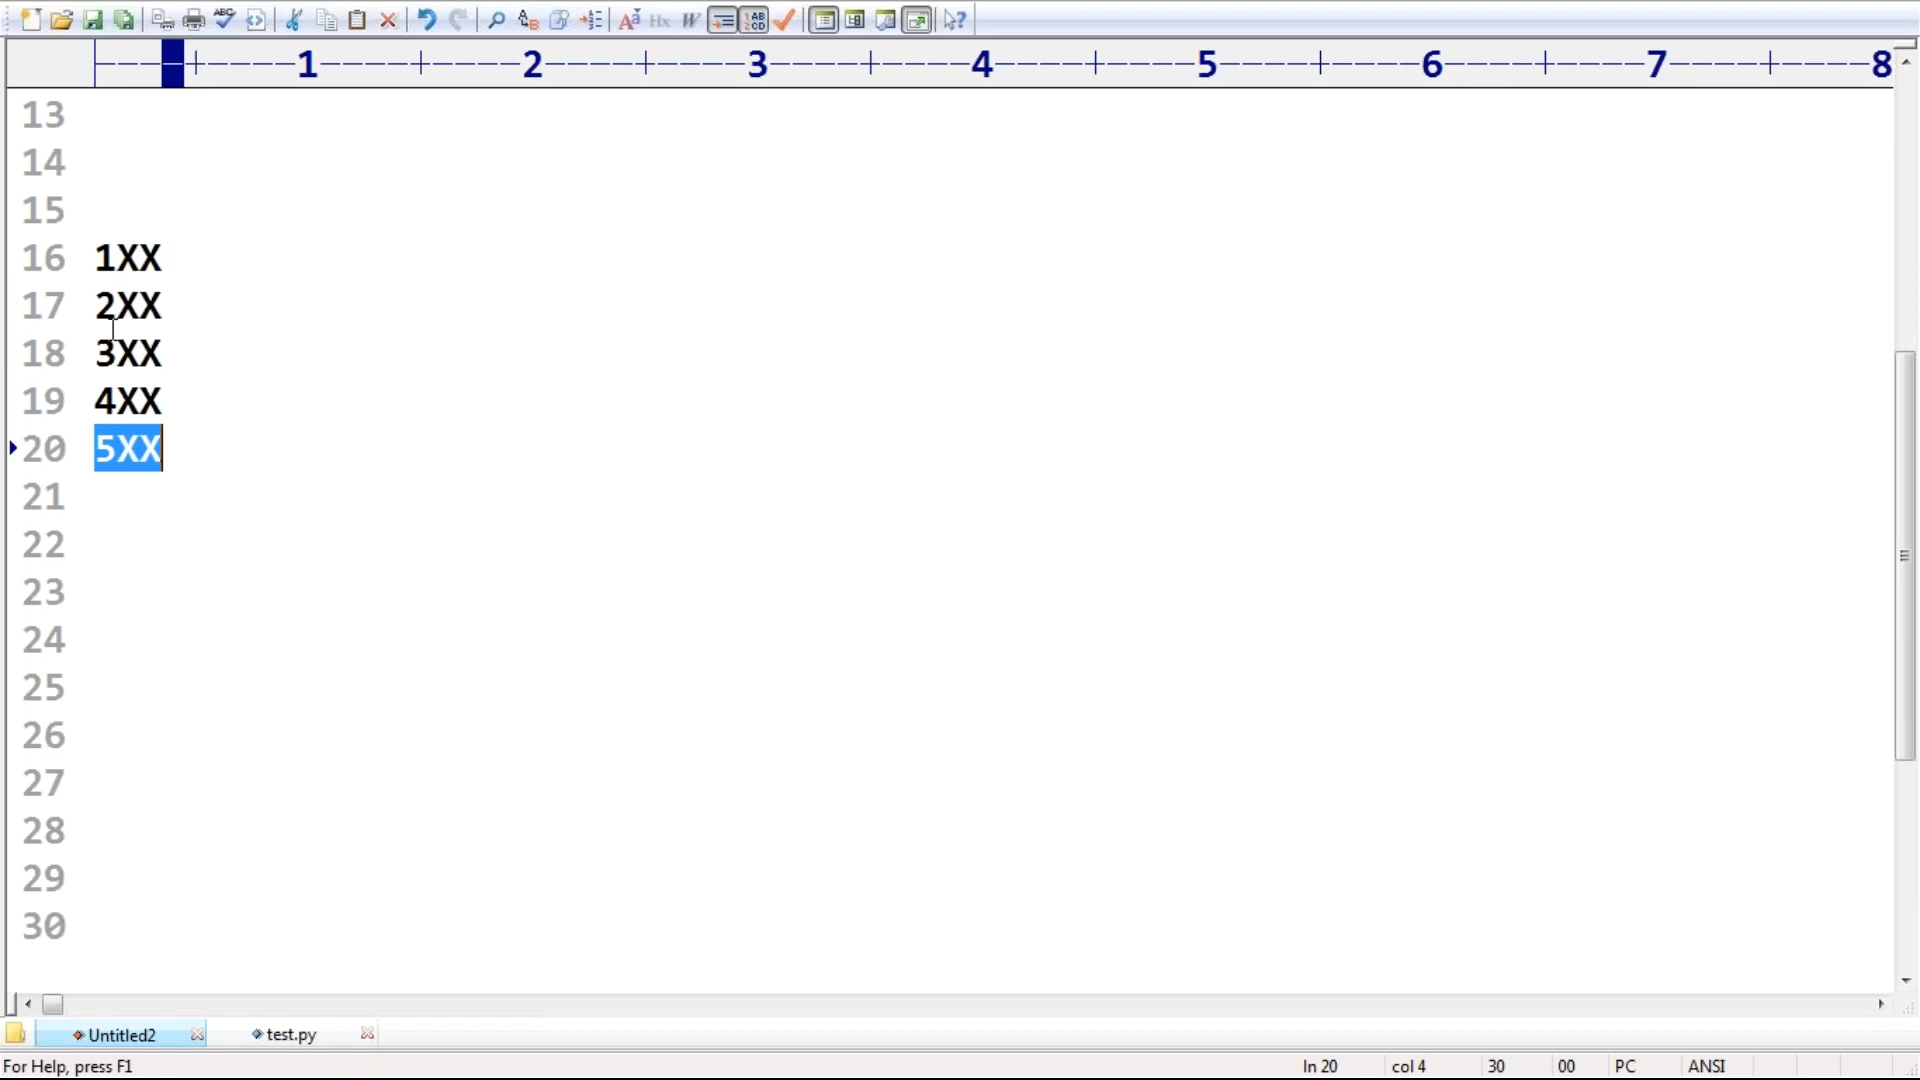 1 2 3 4 5 6 7 8
13
14
15
16 1XX
17 2XX
18 3XX
19 4XX
20 5XX
21
22
23
24
25
26
27
28
29
30
Untitled2 test.py
For Help, press F1 ln 20 col 4 30 00 PC ANSI